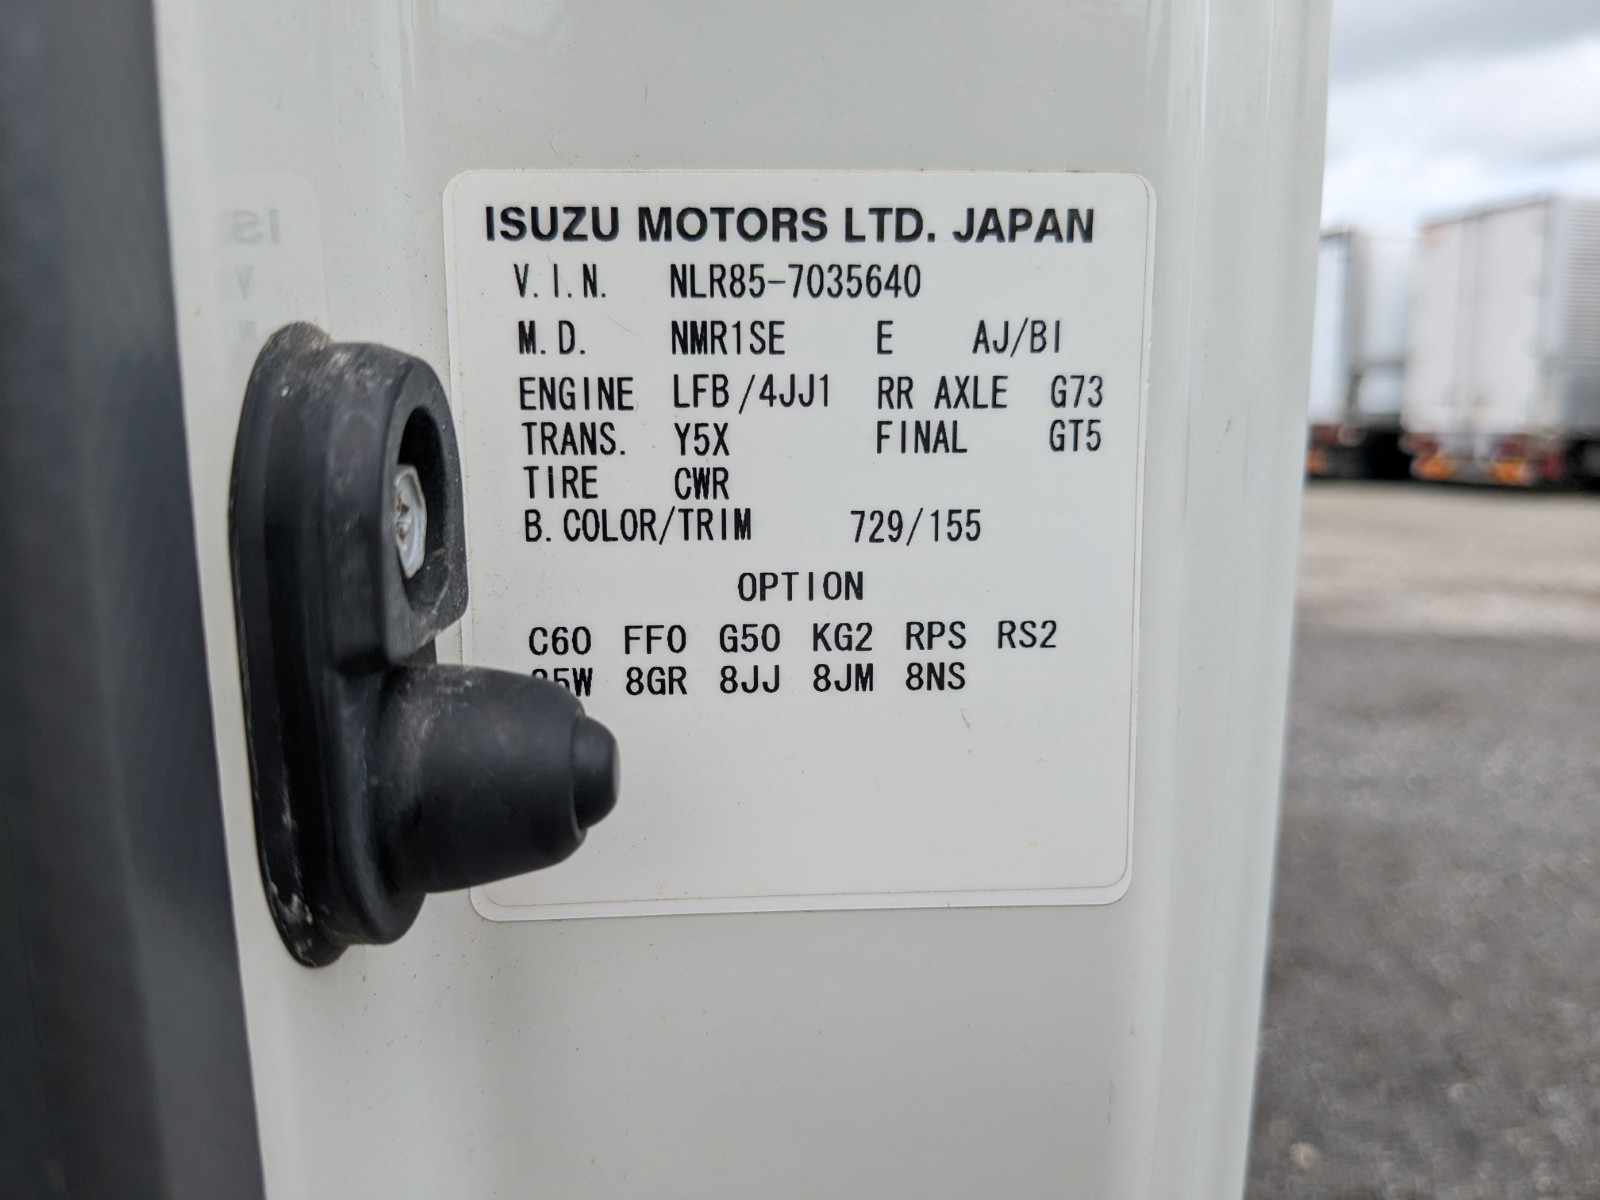 ISUZU MOTORS LTD. JAPAN
V.I.N. NLR85-7035640
M.D. NMR1SE E AJ/BI
ENGINE LFB/4JJ1 RR AXLE G73
TRANS. Y5X FINAL GT5
TIRE CWR
B.COLOR/TRIM 729/155
OPTION
C60 FF0 G50 KG2 RPS RS2
8GR 8JJ 8JM 8NS